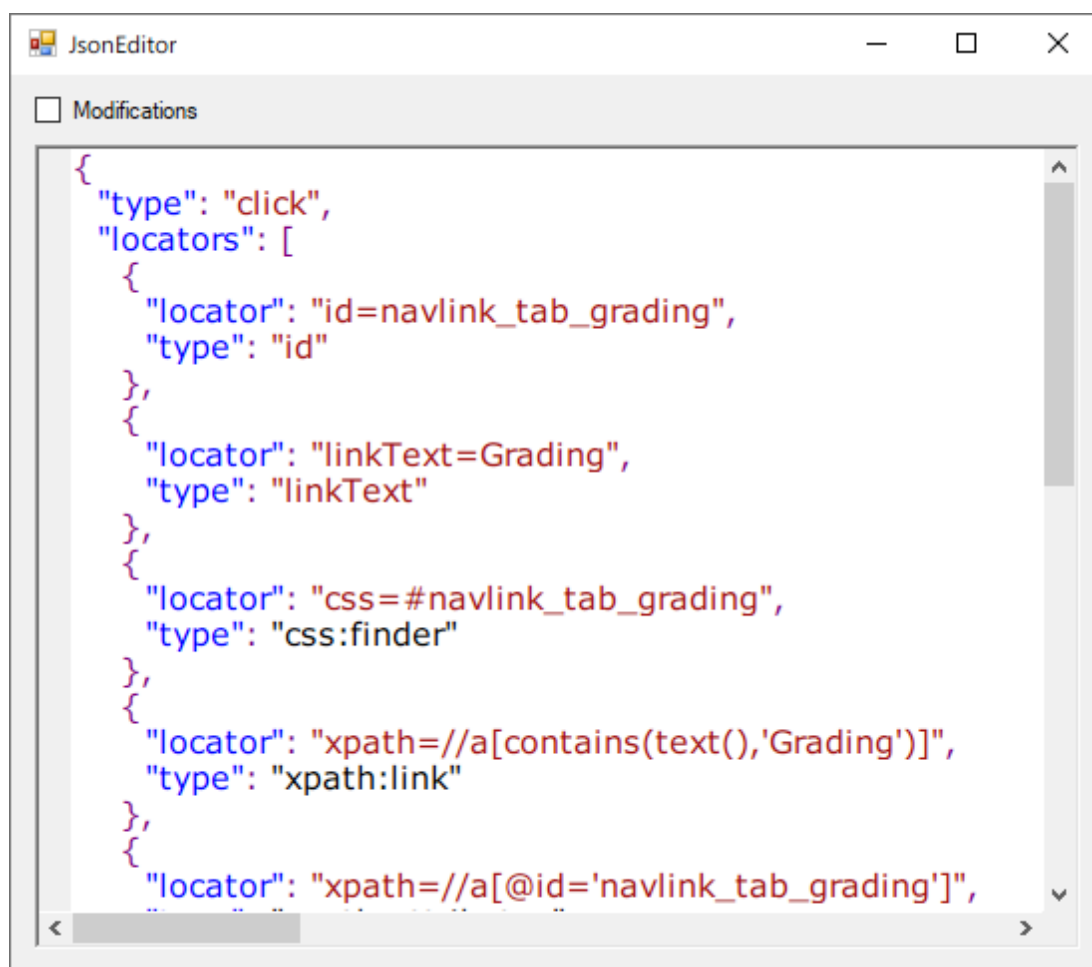 JsonEditor
Modifications
{
"type": "click",
"locators": [
{
"locator": "id=navlink_tab_grading",
"type": "id"
},
{
"locator": "linkText=Grading",
"type": "linkText"
},
{
"locator": "css=#navlink_tab_grading",
"type": "css:finder"
},
{
"locator": "xpath=//a[contains(text(),'Grading')]",
"type": "xpath:link"
},
{
"locator": "xpath=//a[@id='navlink_tab_grading']",